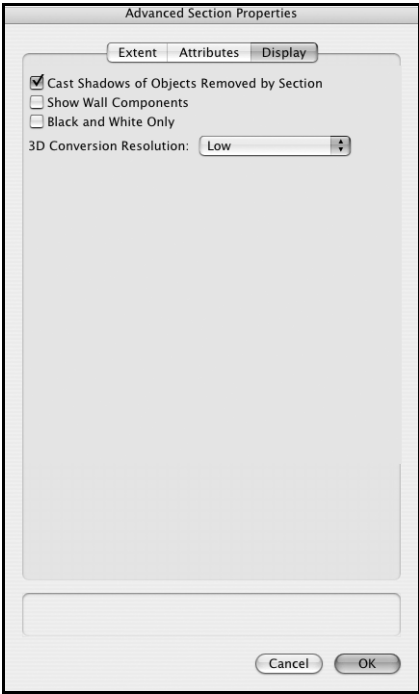 Advanced Section Properties
Extent Attributes Display
Cast Shadows of Objects Removed by Section
Show Wall Components
Black and White Only
3D Conversion Resolution: Low
Cancel OK